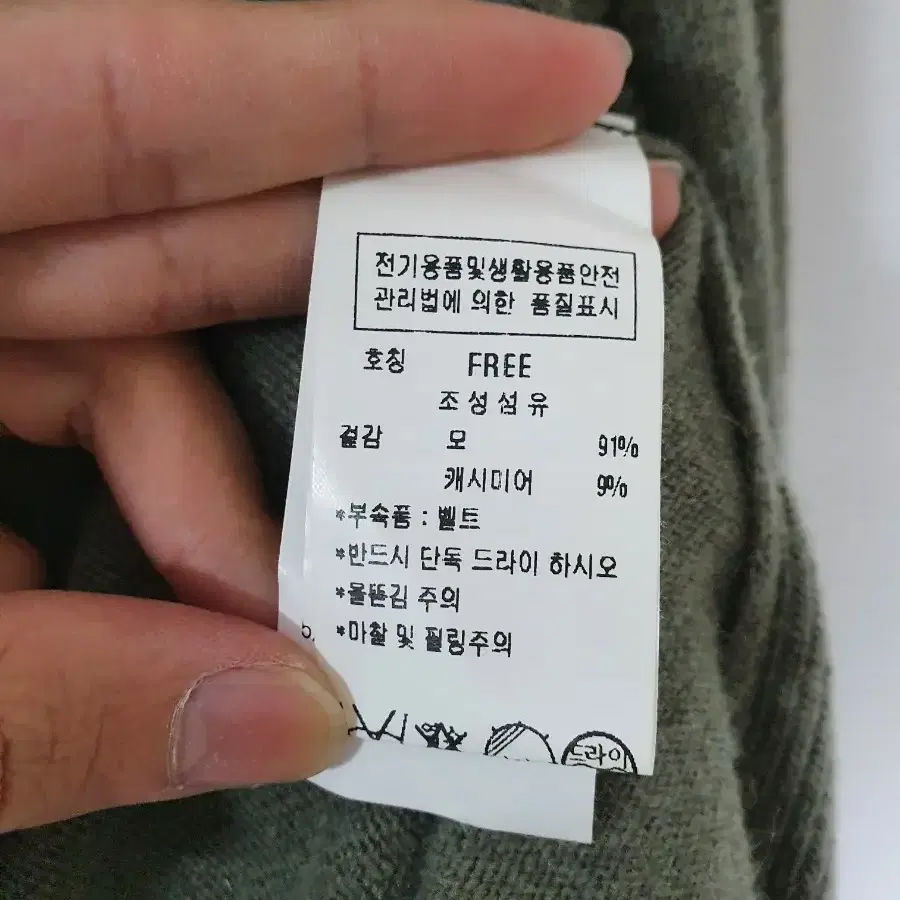 전기용품및생활용품안전
관리법에 의한 품질표시
호칭 FREE
조성섬유
겉감 모 91%
캐시미어 9%
*부속품 : 벨트
*반드시 단독 드라이 하시오
*올뜯김 주의
*마찰 및 필링주의
드라이